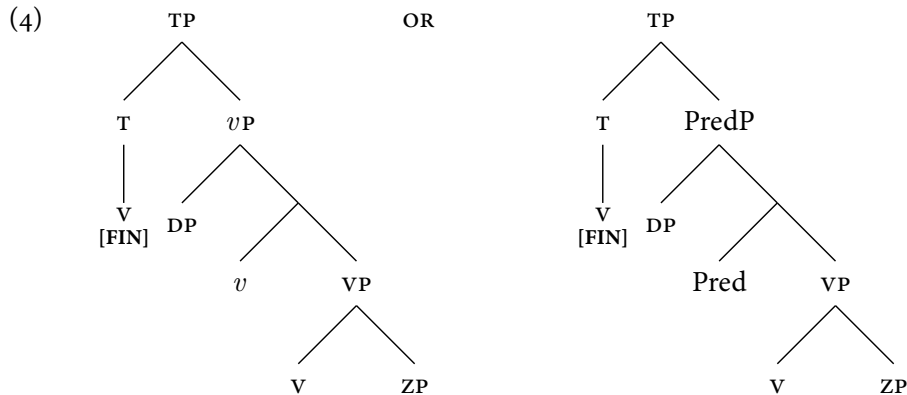 (4) TP OR TP
T vP T PredP
V DP V DP
[FIN] [FIN]
v VP Pred VP
V ZP V ZP